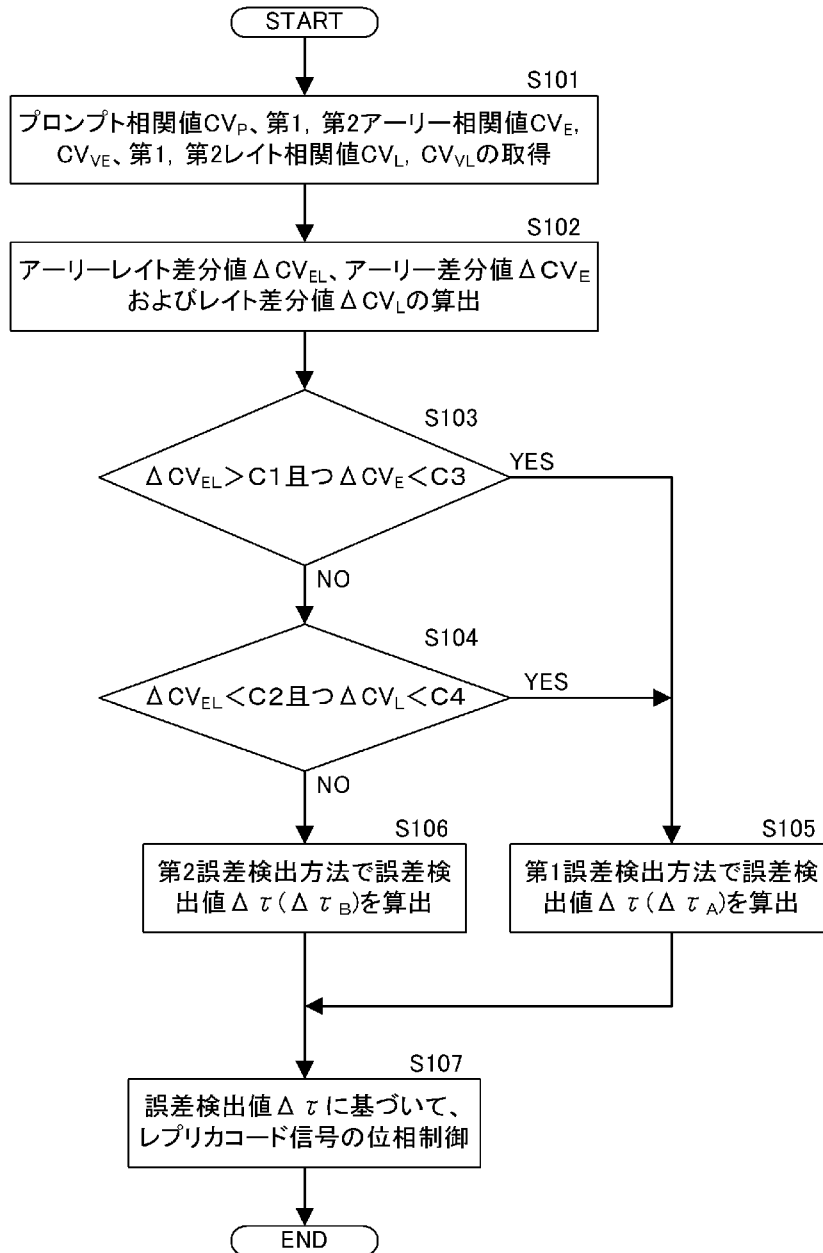 START
S101
プロンプト相関値CVP、第1, 第2アーリー相関値CVE,
CVVE、第1, 第2レイト相関値CVL, CVVLの取得
S102
アーリーレイト差分値ΔCVEL、アーリー差分値ΔCVE
およびレイト差分値ΔCVLの算出
S103
ΔCVEL>C1且つΔCVE<C3
YES
NO
S104
ΔCVEL<C2且つΔCVL<C4
YES
NO
S106
第2誤差検出方法で誤差検
出値Δτ(ΔτB)を算出
S105
第1誤差検出方法で誤差検
出値Δτ(ΔτA)を算出
S107
誤差検出値Δτに基づいて、
レプリカコード信号の位相制御
END